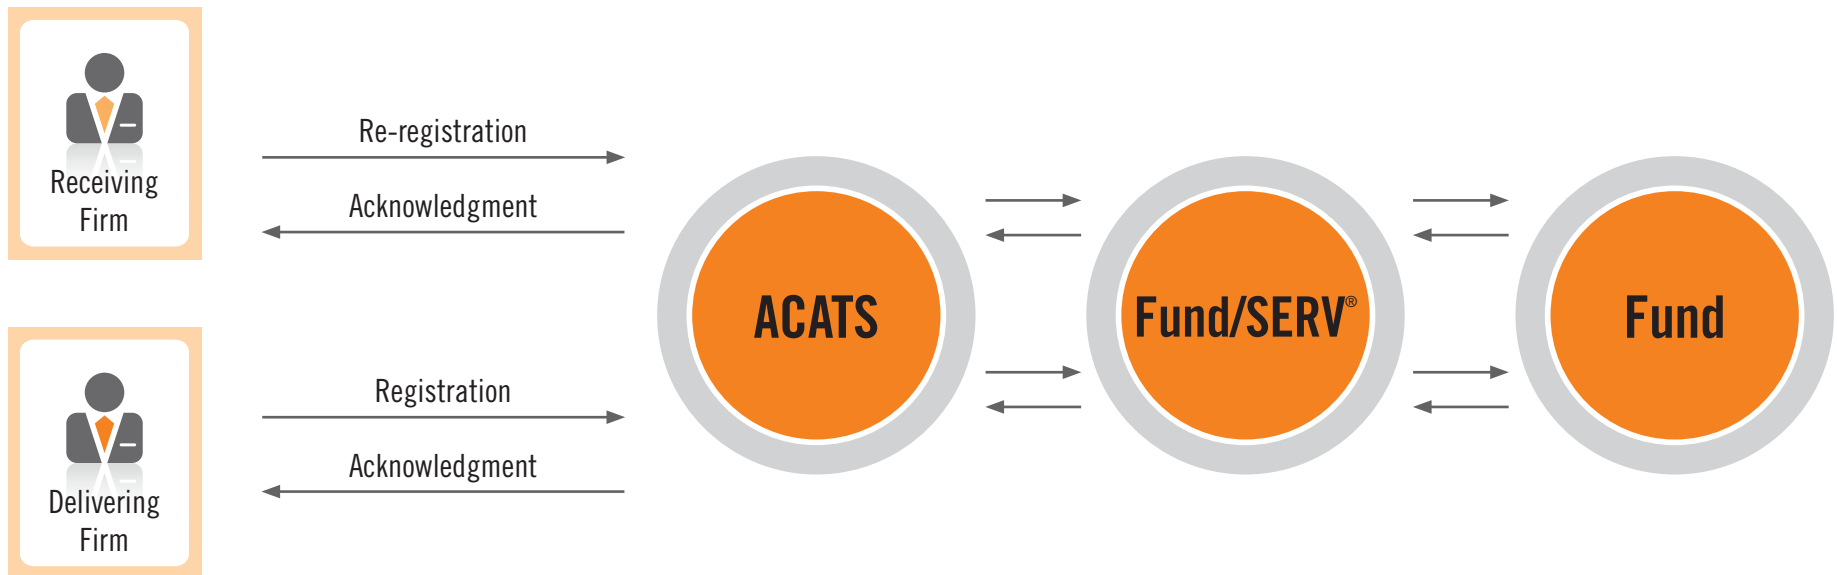 Receiving
Firm
Re-registration
Acknowledgment
Delivering
Firm
Registration
Acknowledgment
ACATS
Fund/SERV®
Fund